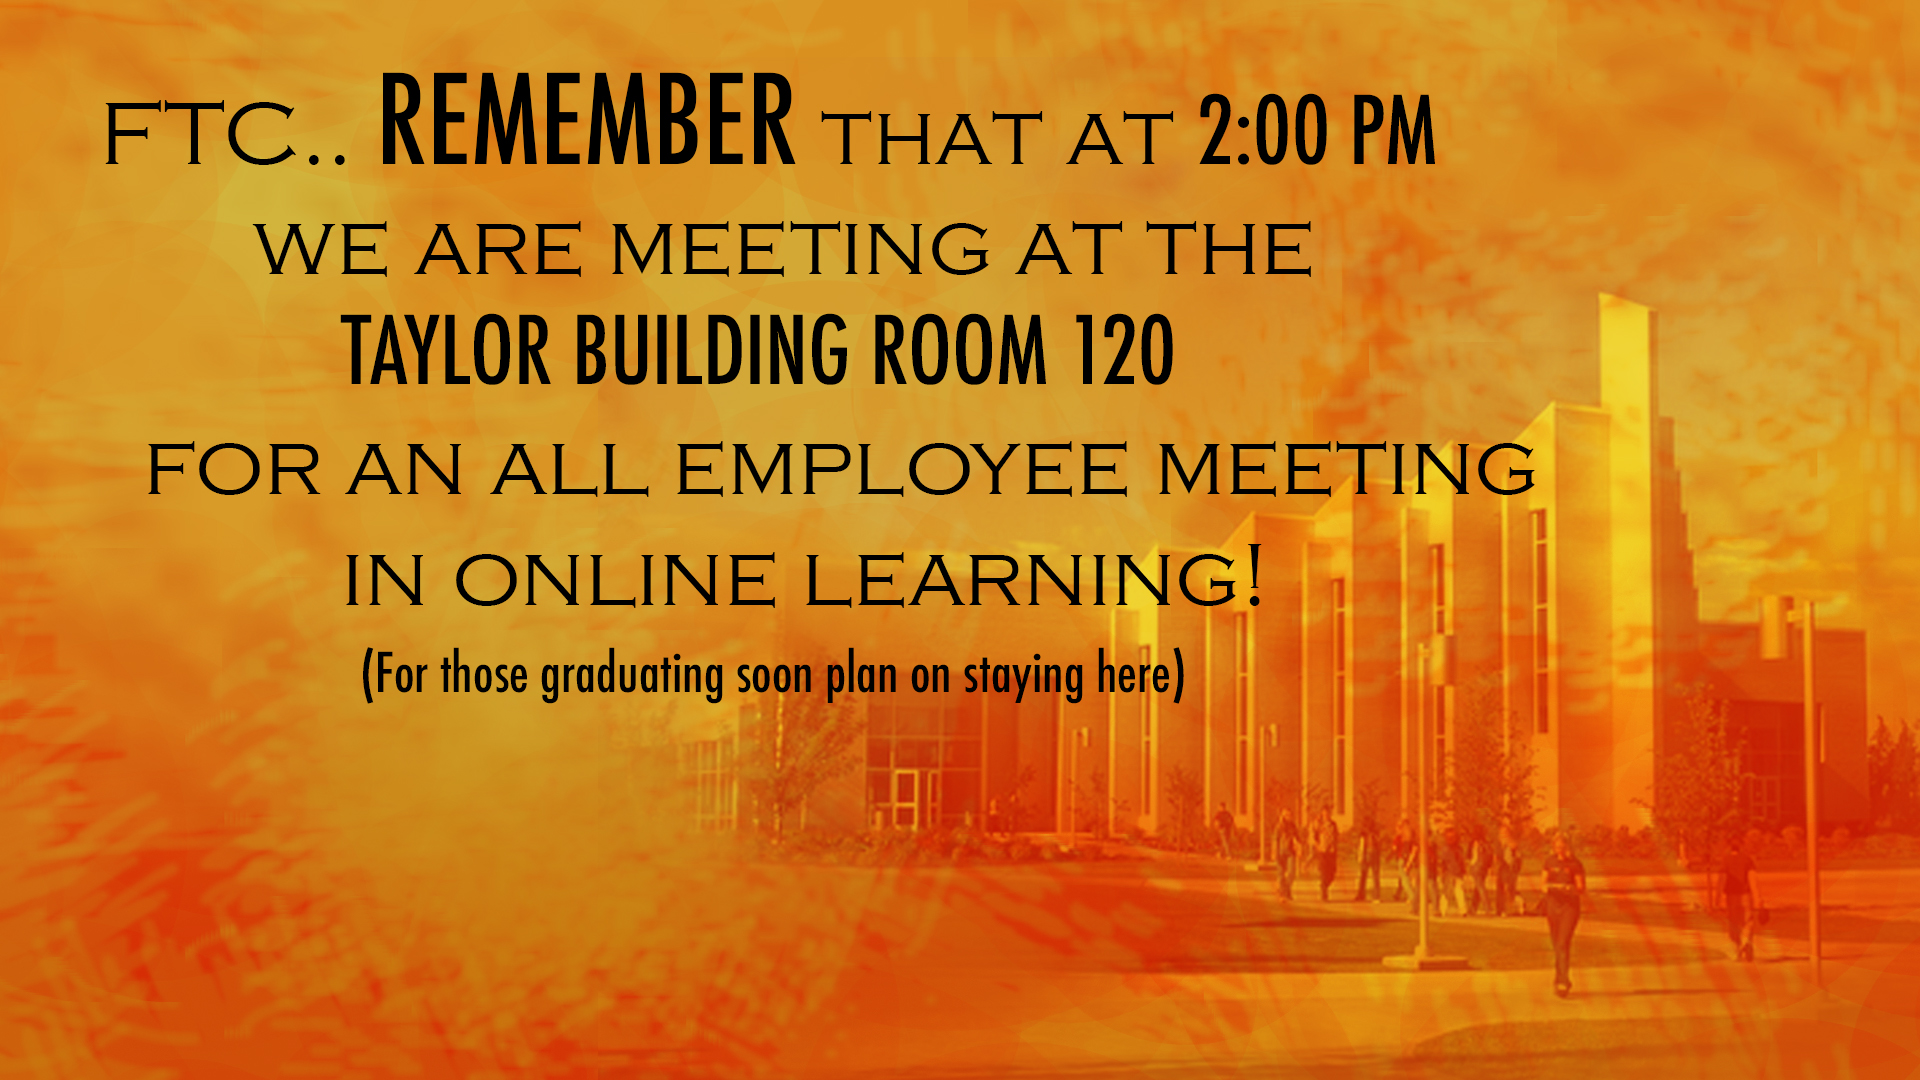 FTC.. REMEMBER THAT AT 2:00 PM
WE ARE MEETING AT THE
TAYLOR BUILDING ROOM 120
FOR AN ALL EMPLOYEE MEETING
IN ONLINE LEARNING!
(For those graduating soon plan on staying here)